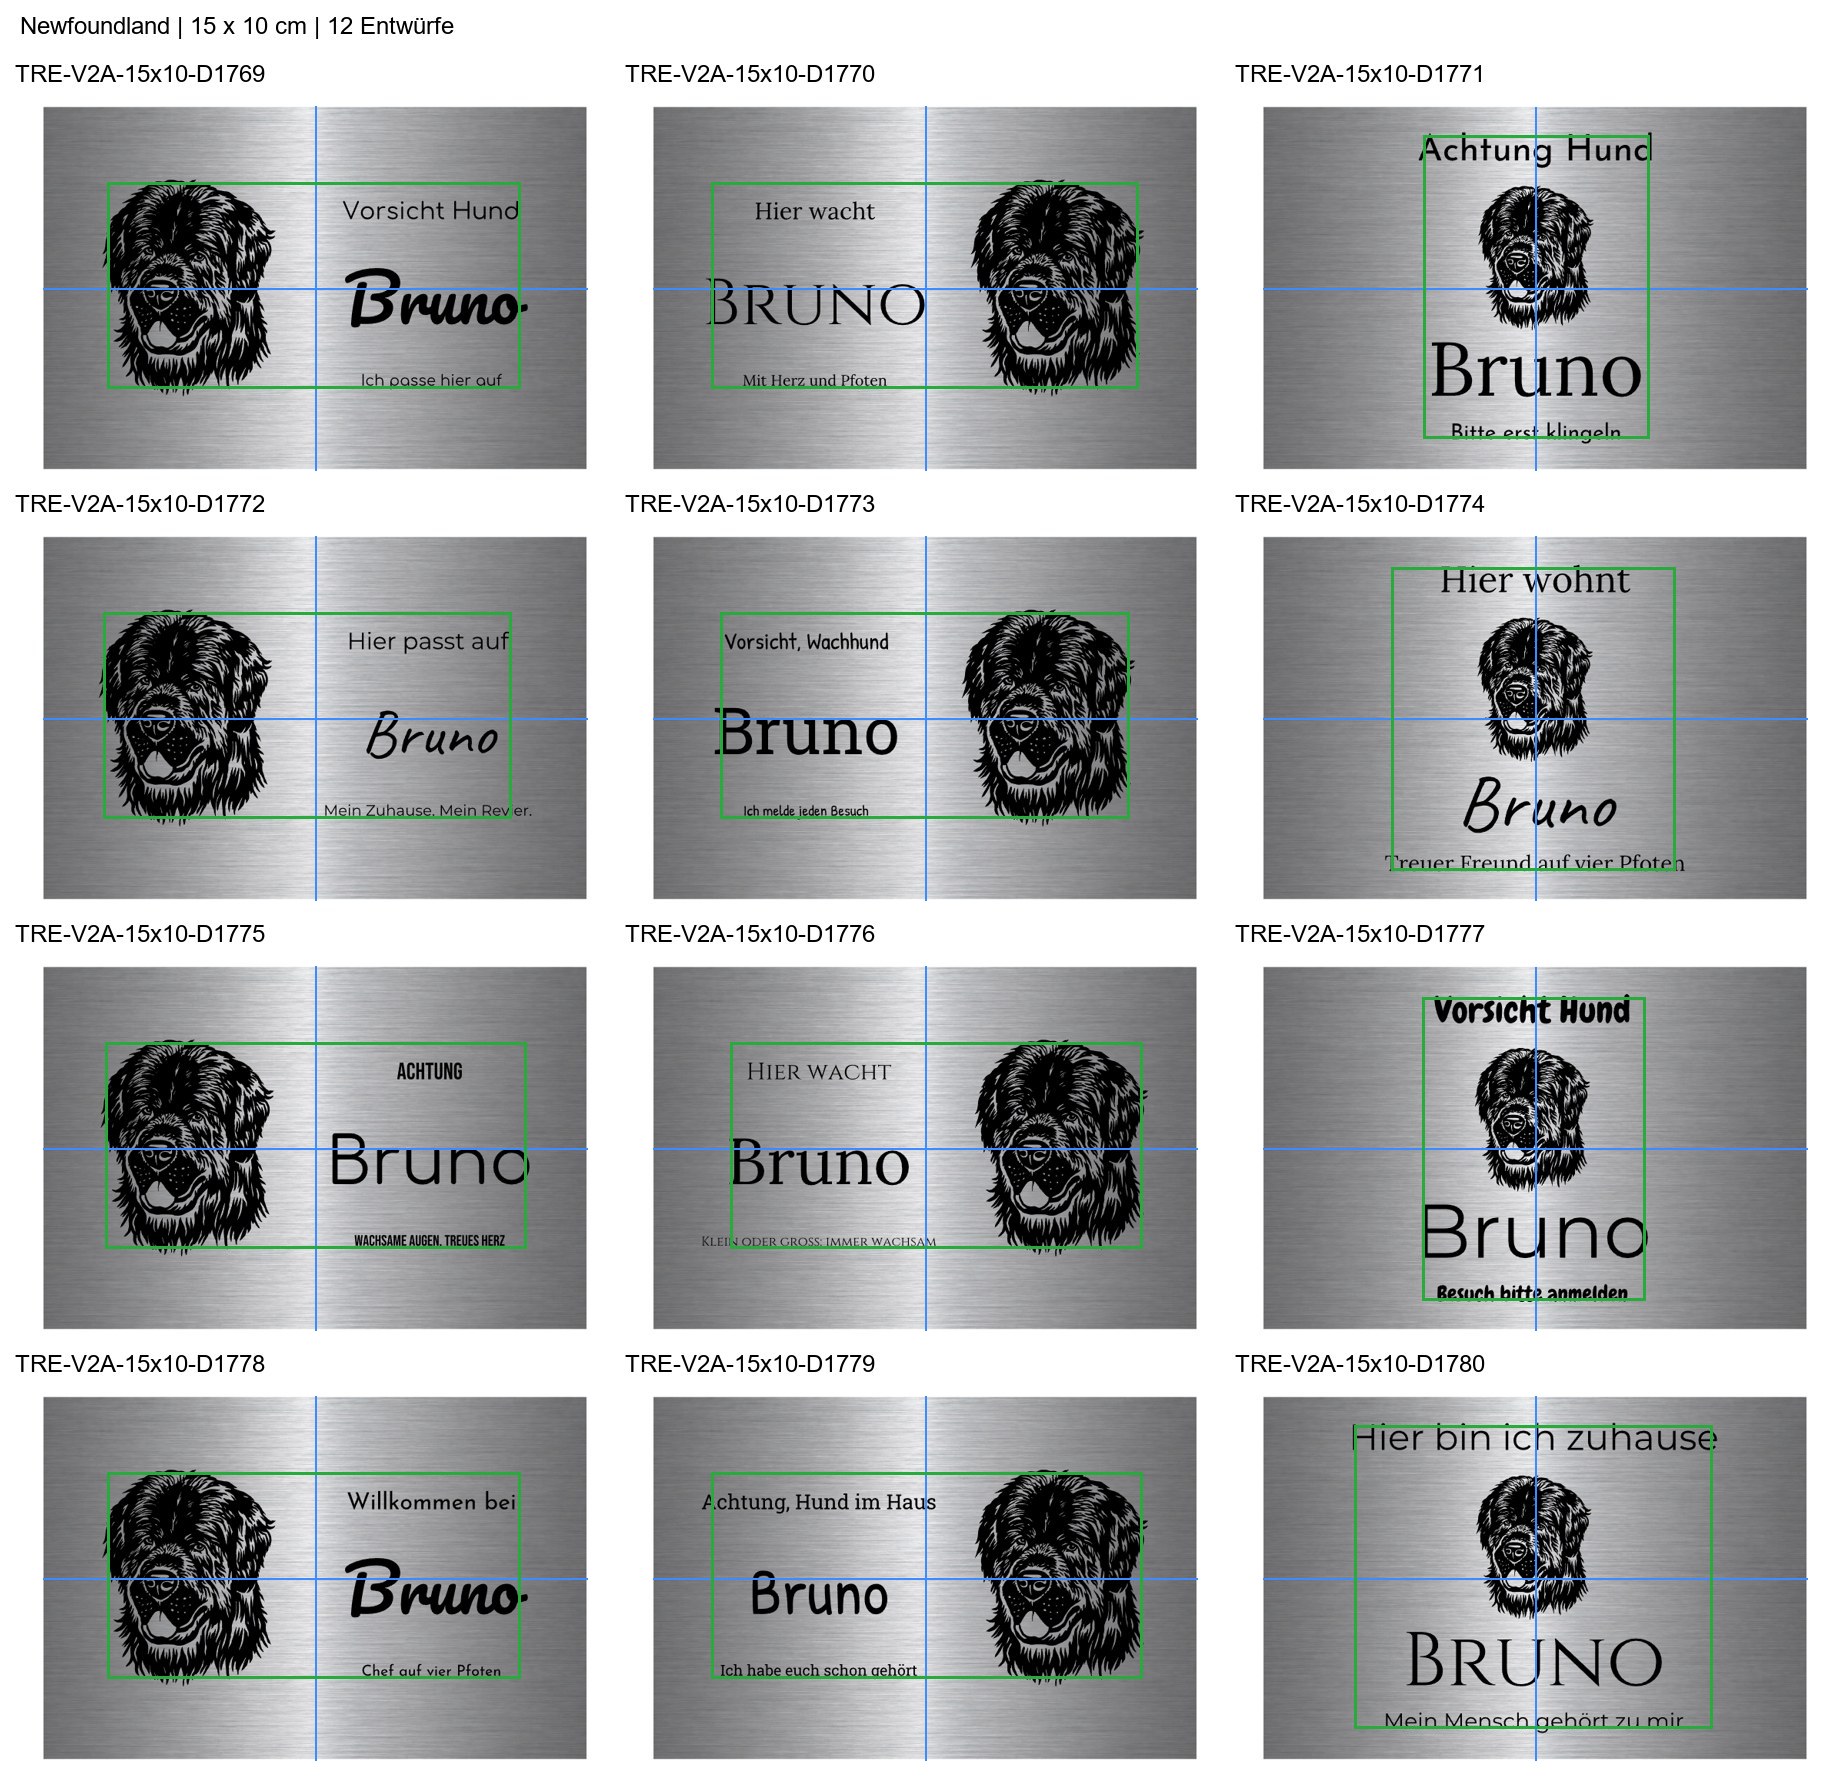 Newfoundland | 15 x 10 cm | 12 Entwürfe
TRE-V2A-15x10-D1769
Vorsicht Hund
Bruno
Ich passe hier auf
TRE-V2A-15x10-D1770
Hier wacht
BRUNO
Mit Herz und Pfoten
TRE-V2A-15x10-D1771
Achtung Hund
Bruno
Bitte erst klingeln
TRE-V2A-15x10-D1772
Hier passt auf
Bruno
Mein Zuhause. Mein Revier.
TRE-V2A-15x10-D1773
Vorsicht, Wachhund
Bruno
Ich melde jeden Besuch
TRE-V2A-15x10-D1774
Hier wohnt
Bruno
Treuer Freund auf vier Pfoten
TRE-V2A-15x10-D1775
ACHTUNG
Bruno
WACHSAME AUGEN, TREUES HERZ
TRE-V2A-15x10-D1776
HIER WACHT
Bruno
KLEIN ODER GROSS: IMMER WACHSAM
TRE-V2A-15x10-D1777
Vorsicht Hund
Bruno
Besuch bitte anmelden
TRE-V2A-15x10-D1778
Willkommen bei
Bruno
Chef auf vier Pfoten
TRE-V2A-15x10-D1779
Achtung, Hund im Haus
Bruno
Ich habe euch schon gehört
TRE-V2A-15x10-D1780
Hier bin ich zuhause
BRUNO
Mein Mensch gehört zu mir